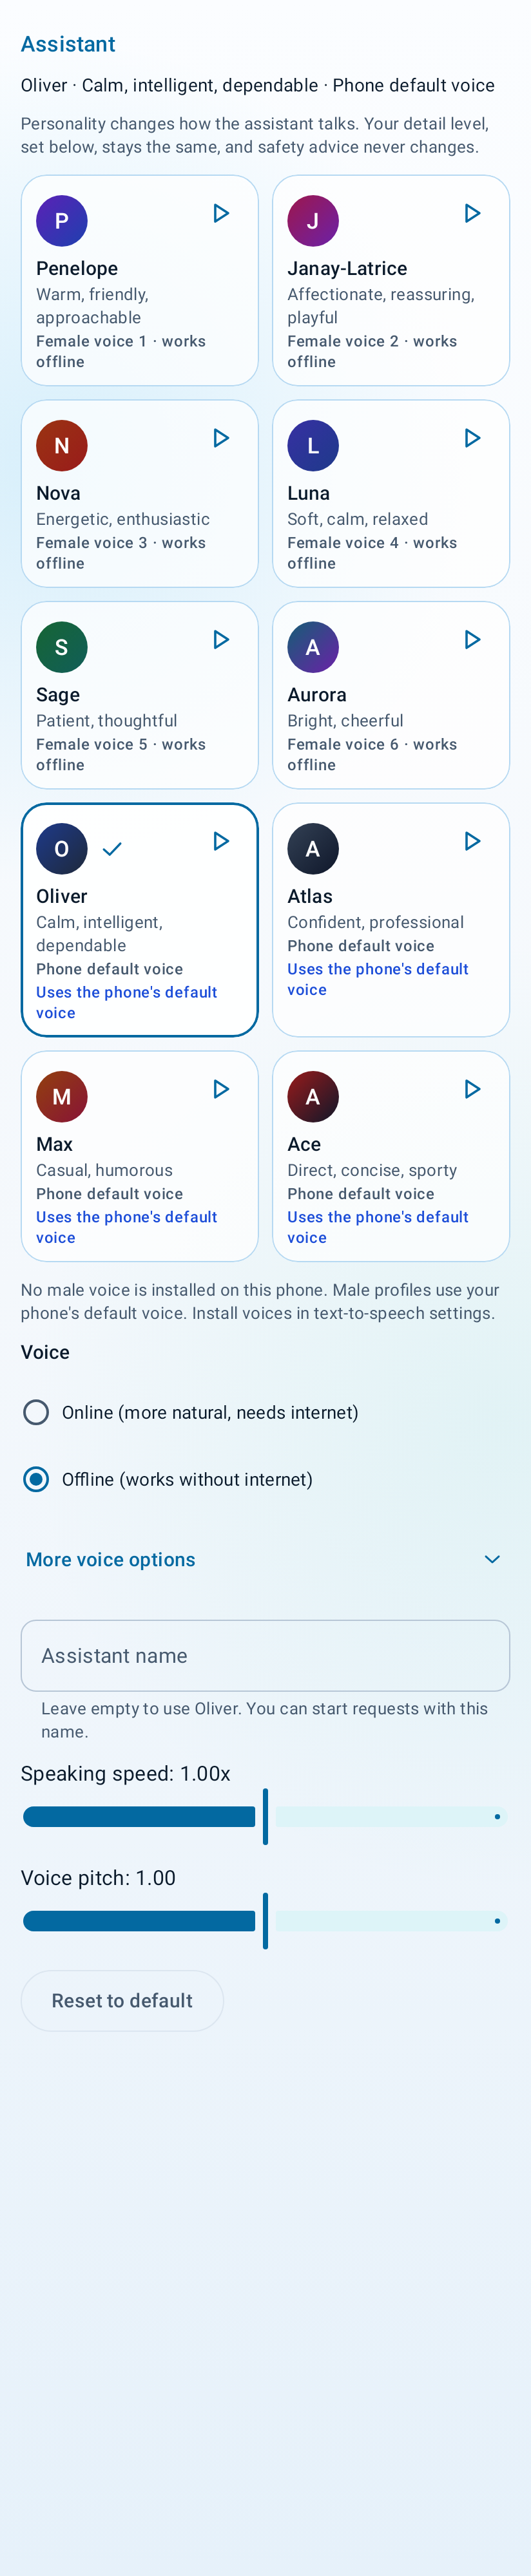 Assistant
Oliver · Calm, intelligent, dependable · Phone default voice
Personality changes how the assistant talks. Your detail level,
set below, stays the same, and safety advice never changes.
P
Penelope
Warm, friendly,
approachable
Female voice 1 · works
offline
J
Janay-Latrice
Affectionate, reassuring,
playful
Female voice 2 · works
offline
N
Nova
Energetic, enthusiastic
Female voice 3 · works
offline
L
Luna
Soft, calm, relaxed
Female voice 4 · works
offline
S
Sage
Patient, thoughtful
Female voice 5 · works
offline
A
Aurora
Bright, cheerful
Female voice 6 · works
offline
O
Oliver
Calm, intelligent,
dependable
Phone default voice
Uses the phone's default
voice
A
Atlas
Confident, professional
Phone default voice
Uses the phone's default
voice
M
Max
Casual, humorous
Phone default voice
Uses the phone's default
voice
A
Ace
Direct, concise, sporty
Phone default voice
Uses the phone's default
voice
No male voice is installed on this phone. Male profiles use your
phone's default voice. Install voices in text-to-speech settings.
Voice
Online (more natural, needs internet)
Offline (works without internet)
More voice options
Assistant name
Leave empty to use Oliver. You can start requests with this
name.
Speaking speed: 1.00x
Voice pitch: 1.00
Reset to default